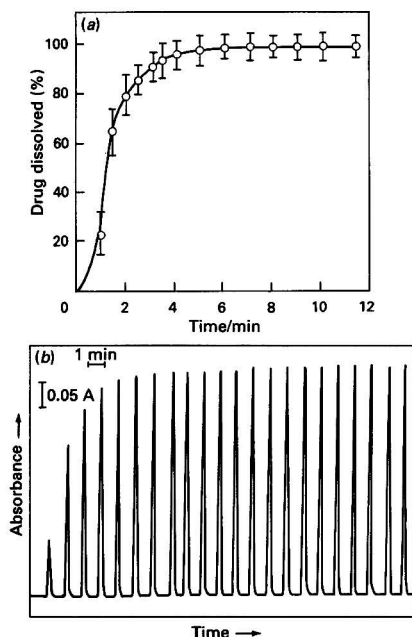 (a)
Drug dissolved (%)
100
80
60
40
20
0
2
4
6
8
10
12
Time/min
(b)
1 min
0.05 A
Absorbance →
Time →